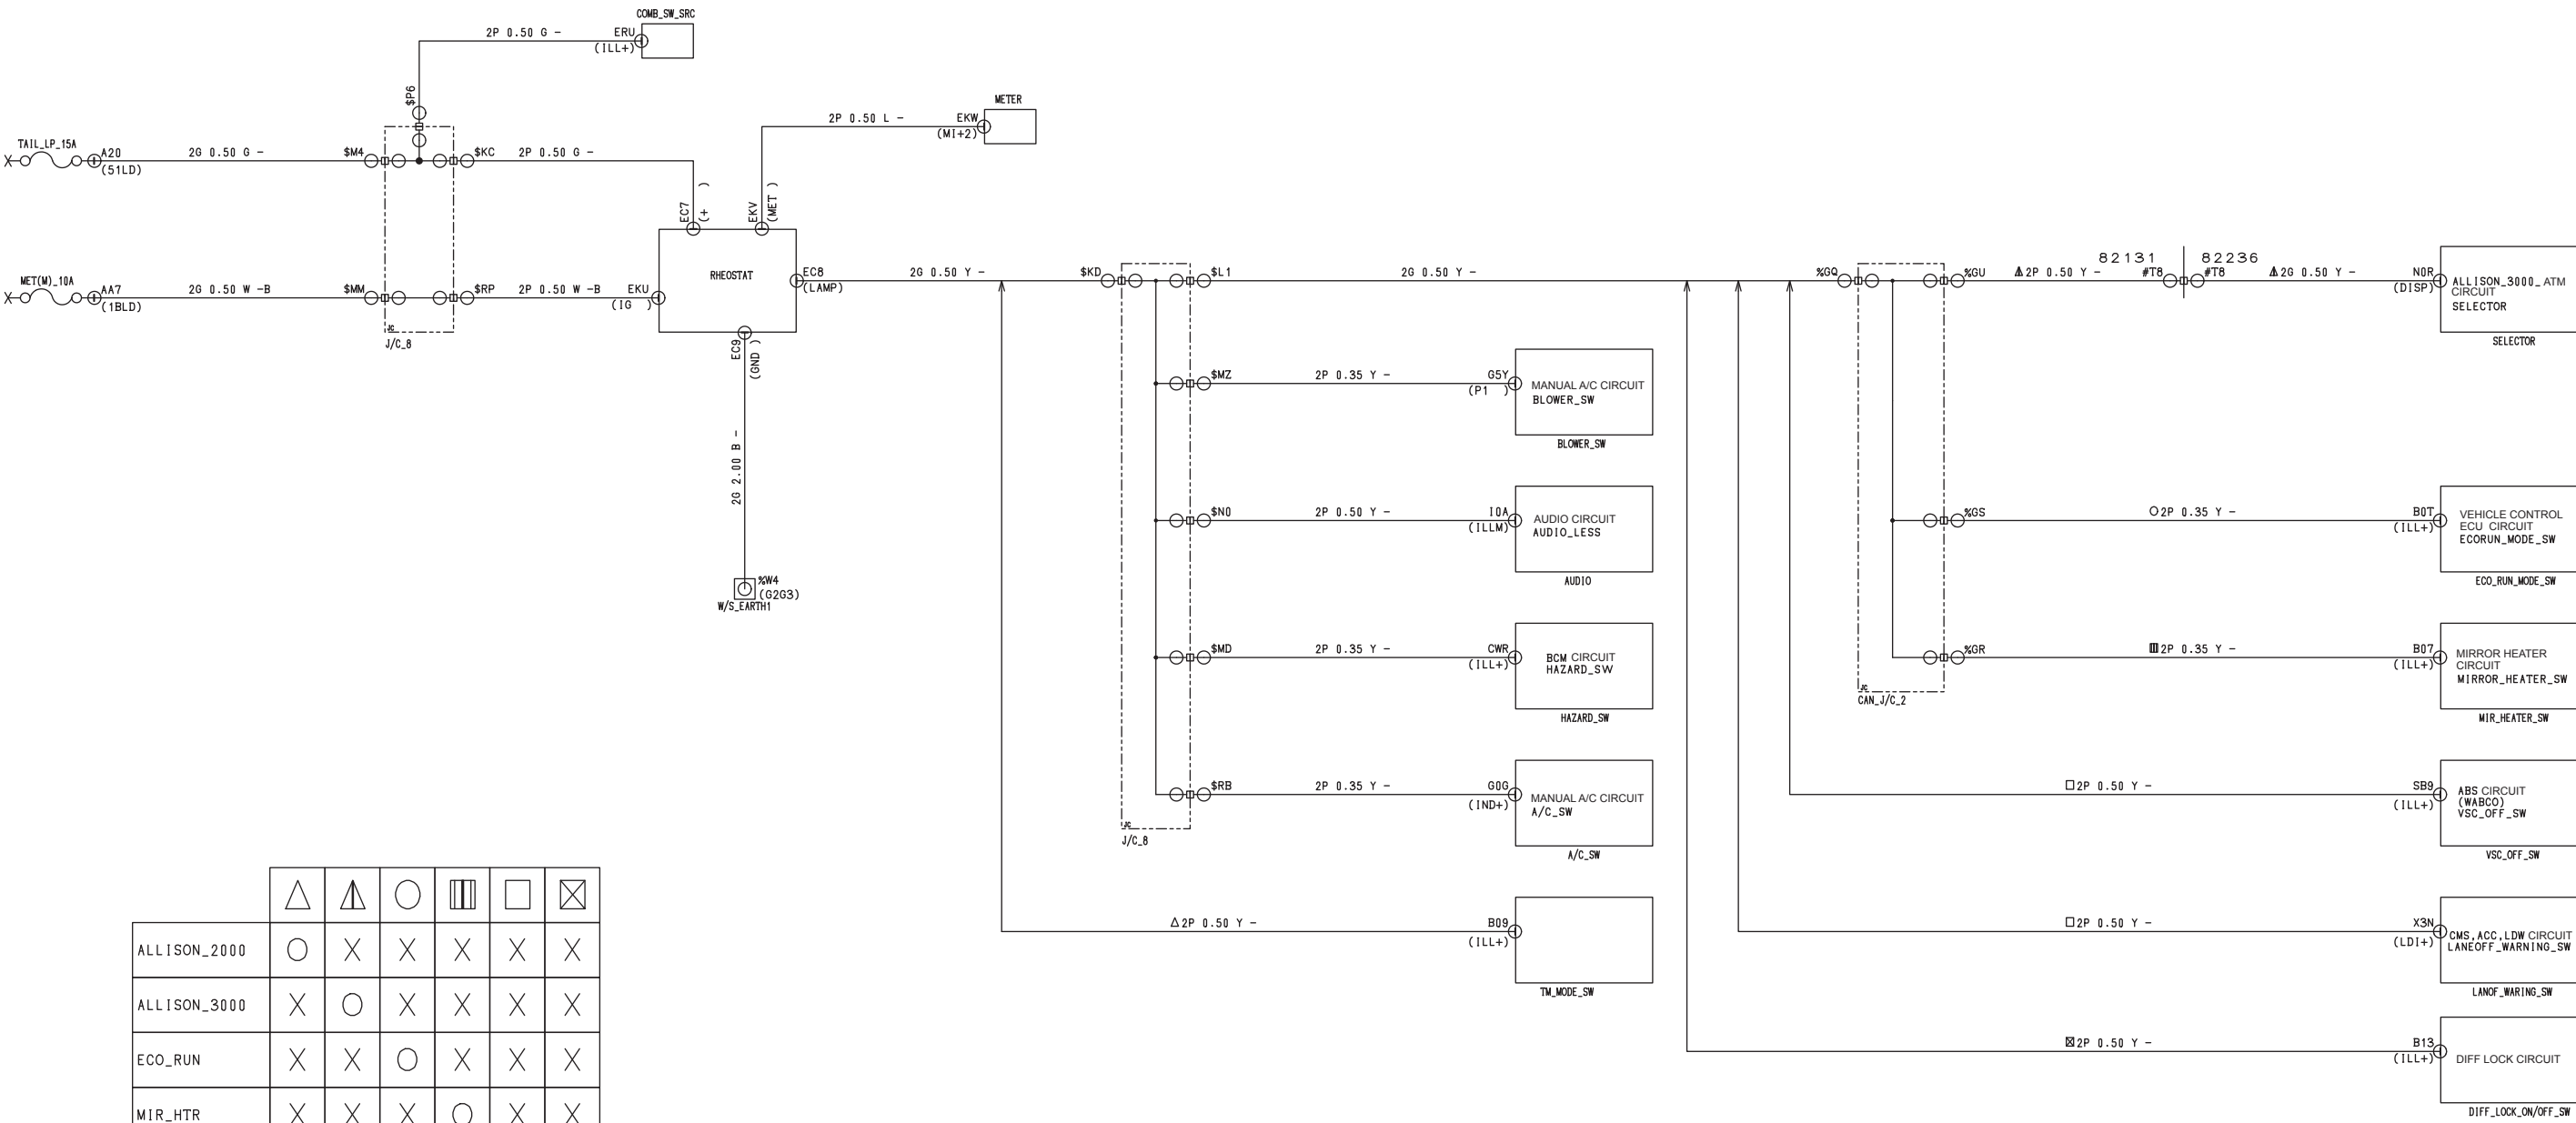 COMB_SW_SRC
2P 0.50 G - ERU
(ILL+)
$P6
METER
2P 0.50 L - EKW
(MI+2)
TAIL_LP_15A
A20 2G 0.50 G - $M4 $KC 2P 0.50 G -
(51LD)
EC7
(+ )
EKV
(MET )
82131 82236
RHEOSTAT
EC8 2G 0.50 Y - $KD $L1 2G 0.50 Y - %GQ %GU 2P 0.50 Y - #T8 #T8 2G 0.50 Y - N0R
(LAMP)
(DISP)
ALLISON_3000_ATM
CIRCUIT
SELECTOR
SELECTOR
MET(M)_10A
AA7 2G 0.50 W -B $MM $RP 2P 0.50 W -B EKU
(1BLD)
(IG )
JC
J/C_8
EC9
(GND )
2G 2.00 B -
%W4
(G2G3)
W/S_EARTH1
$MZ 2P 0.35 Y - G5Y
(P1 )
MANUAL A/C CIRCUIT
BLOWER_SW
BLOWER_SW
$N0 2P 0.50 Y - I0A
(ILLM)
AUDIO CIRCUIT
AUDIO_LESS
AUDIO
%GS 2P 0.35 Y - B0T
(ILL+)
VEHICLE CONTROL
ECU CIRCUIT
ECORUN_MODE_SW
ECO_RUN_MODE_SW
$MD 2P 0.35 Y - CWR
(ILL+)
BCM CIRCUIT
HAZARD_SW
HAZARD_SW
%GR 2P 0.35 Y - B07
(ILL+)
MIRROR HEATER
CIRCUIT
MIRROR_HEATER_SW
MIR_HEATER_SW
JC
CAN_J/C_2
$RB 2P 0.35 Y - G0G
(IND+)
MANUAL A/C CIRCUIT
A/C_SW
A/C_SW
JC
J/C_8
2P 0.50 Y - SB9
(ILL+)
ABS CIRCUIT
(WABCO)
VSC_OFF_SW
VSC_OFF_SW
2P 0.50 Y - B09
(ILL+)
TM_MODE_SW
2P 0.50 Y - X3N
(LDI+)
CMS,ACC,LDW CIRCUIT
LANEOFF_WARNING_SW
LANOF_WARING_SW
2P 0.50 Y - B13
(ILL+)
DIFF LOCK CIRCUIT
DIFF_LOCK_ON/OFF_SW
ALLISON_2000 ○ X X X X X
ALLISON_3000 X ○ X X X X
ECO_RUN X X ○ X X X
MIR_HTR X X X ○ X X